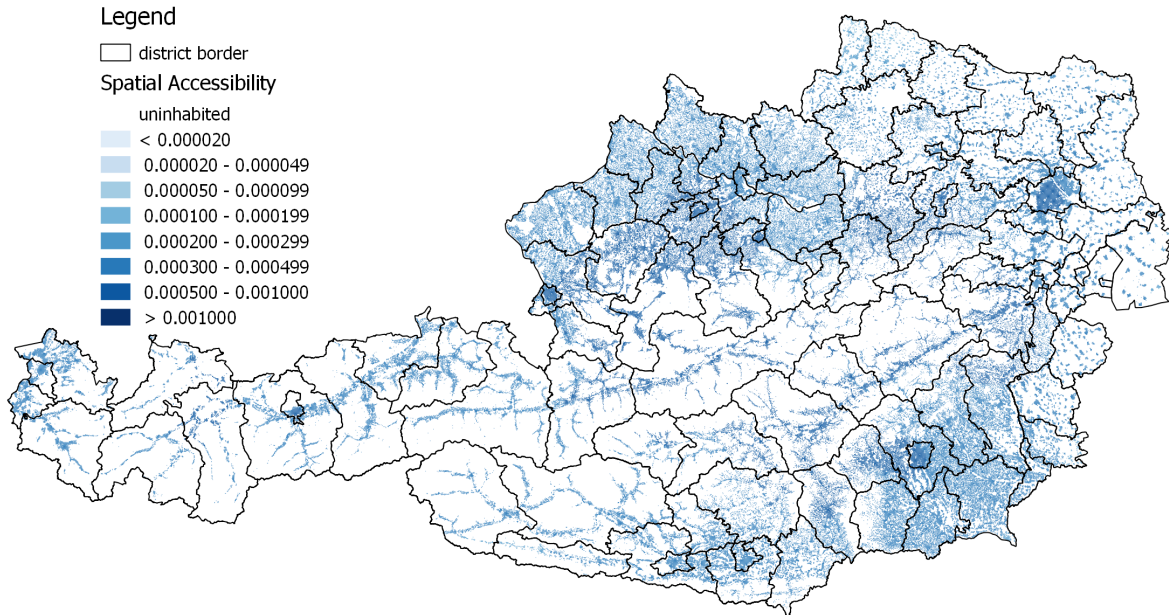 Legend
district border
Spatial Accessibility
uninhabited
< 0.000020
0.000020 - 0.000049
0.000050 - 0.000099
0.000100 - 0.000199
0.000200 - 0.000299
0.000300 - 0.000499
0.000500 - 0.001000
> 0.001000